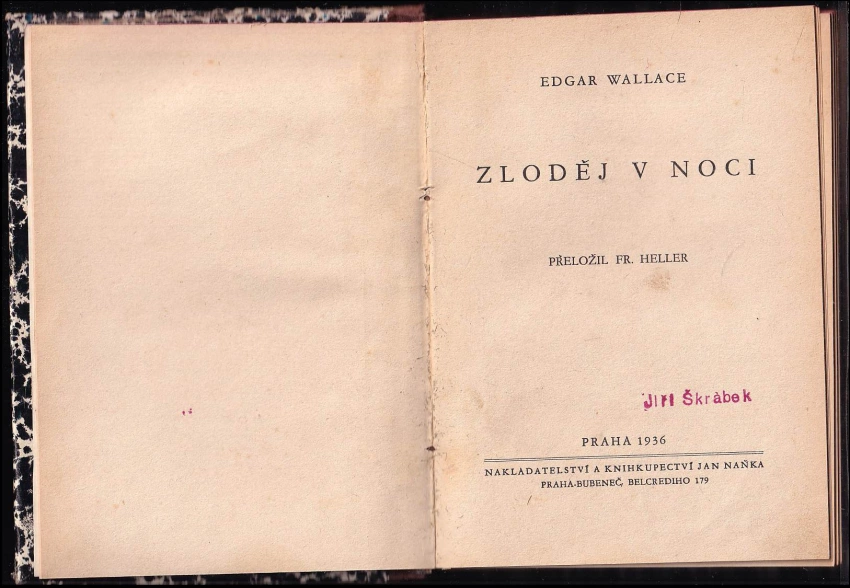 EDGAR WALLACE
ZLODĚJ V NOCI
PŘELOŽIL FR. HELLER
Jiří Škrábek
PRAHA 1936
NAKLADATELSTVÍ A KNIHKUPECTVÍ JAN NAŇKA
PRAHA-BUBENEČ, BELCREDIHO 179